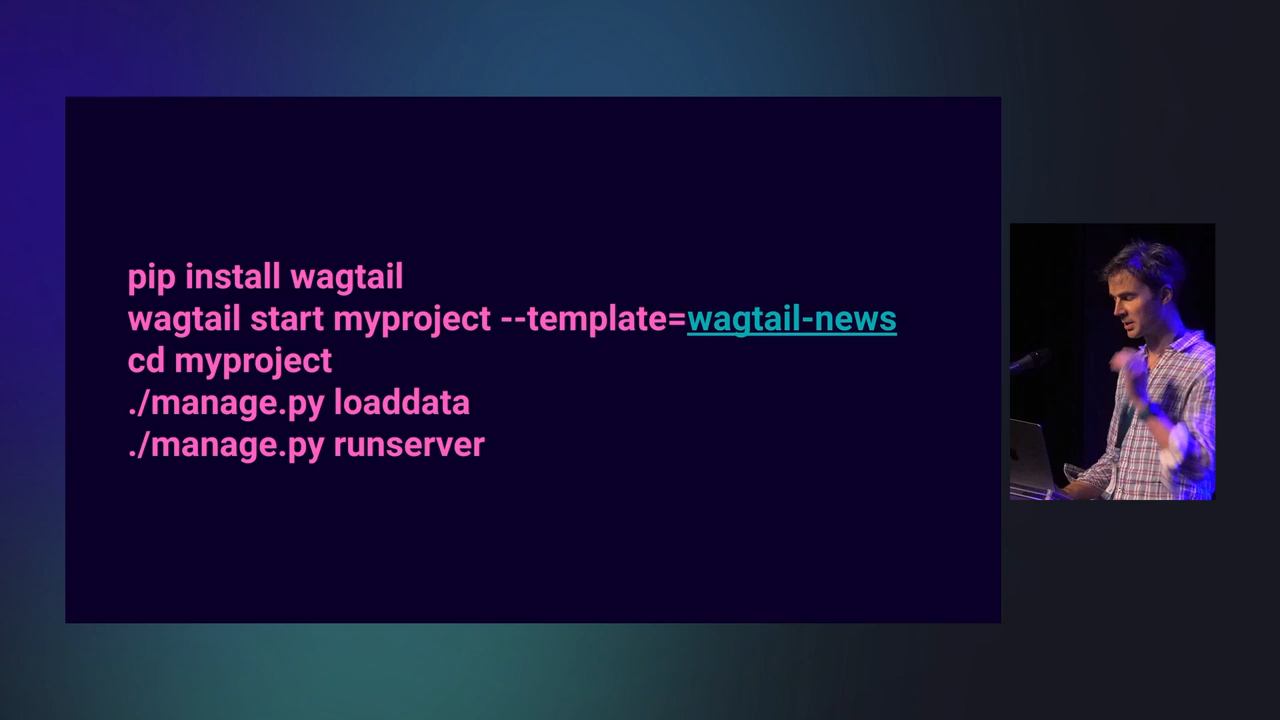 pip install wagtail
wagtail start myproject --template=wagtail-news
cd myproject
./manage.py loaddata
./manage.py runserver